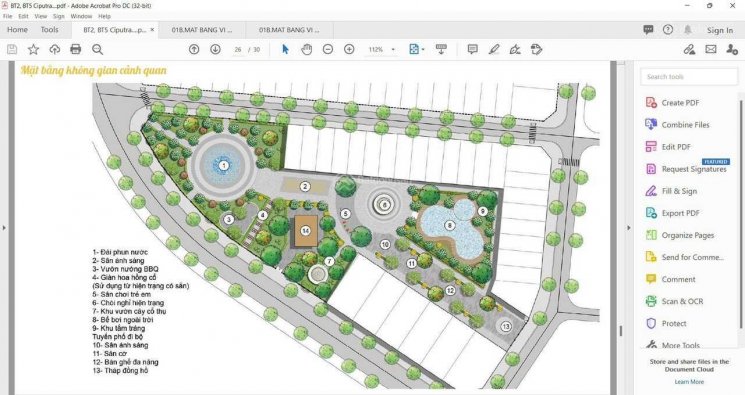 BT2, BT5 Ciputra....pdf - Adobe Acrobat Pro DC (32-bit)
File Edit View Sign Window Help
Home Tools BT2, BT5 Ciputra....p... × 01B.MAT BANG VI ... 01B.MAT BANG VI ... Sign In
26 / 30 112%
Mặt bằng không gian cảnh quan
1
2
3
4
5
6
7
8
9
10
11
12
13
14
1- Đài phun nước
2- Sân ánh sáng
3- Vườn nướng BBQ
4- Giàn hoa hồng cổ
(Sử dụng từ hiện trạng có sẵn)
5- Sân chơi trẻ em
6- Chòi nghỉ hiện trạng
7- Khu vườn cây cổ thụ
8- Bể bơi ngoài trời
9- Khu tắm tráng
Tuyến phố đi bộ
10- Sân ánh sáng
11- Sân cờ
12- Bàn ghế đa năng
13- Tháp đồng hồ
Search tools
Create PDF
Combine Files
Edit PDF
FEATURED
Request Signatures
Fill & Sign
Export PDF
Organize Pages
Send for Comme...
Comment
Scan & OCR
Protect
More Tools
Store and share files in the
Document Cloud
Learn More